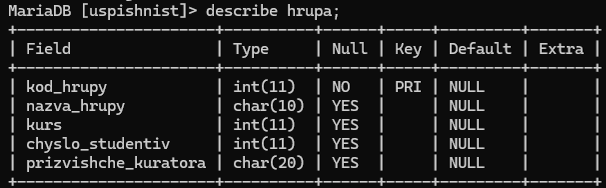 MariaDB [uspishnist]> describe hrupa;
+---------------------+----------+------+-----+---------+-------+
| Field               | Type     | Null | Key | Default | Extra |
+---------------------+----------+------+-----+---------+-------+
| kod_hrupy           | int(11)  | NO   | PRI | NULL    |       |
| nazva_hrupy         | char(10) | YES  |     | NULL    |       |
| kurs                | int(11)  | YES  |     | NULL    |       |
| chyslo_studentiv    | int(11)  | YES  |     | NULL    |       |
| prizvishche_kuratora | char(20) | YES  |     | NULL    |       |
+---------------------+----------+------+-----+---------+-------+